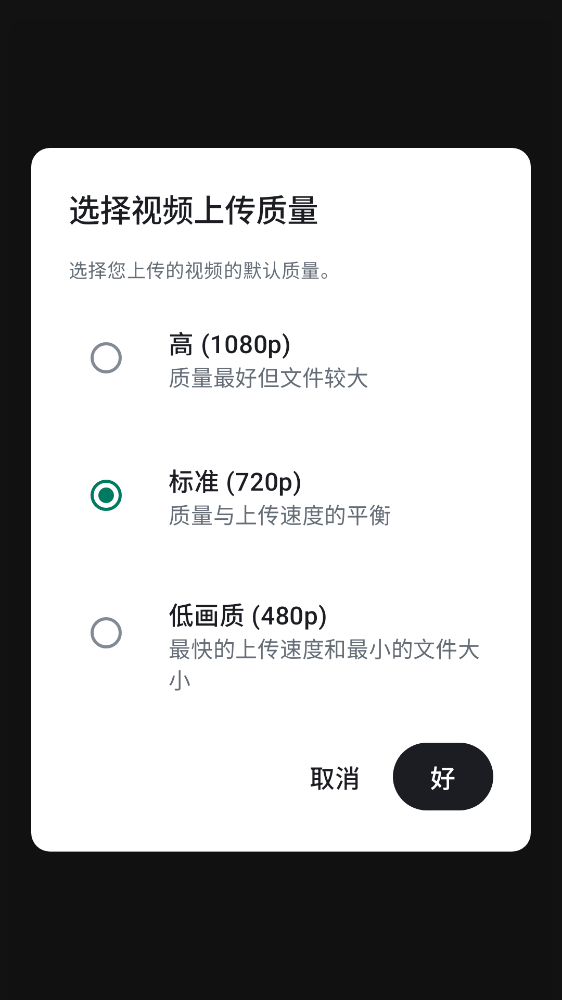 选择视频上传质量
选择您上传的视频的默认质量。
高 (1080p)
质量最好但文件较大
标准 (720p)
质量与上传速度的平衡
低画质 (480p)
最快的上传速度和最小的文件大
小
取消
好